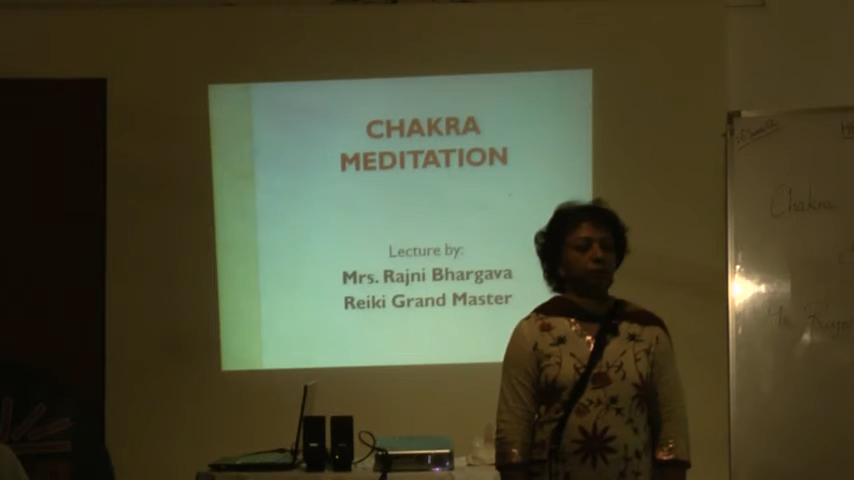 CHAKRA
MEDITATION
Lecture by:
Mrs. Rajni Bhargava
Reiki Grand Master
Chakra